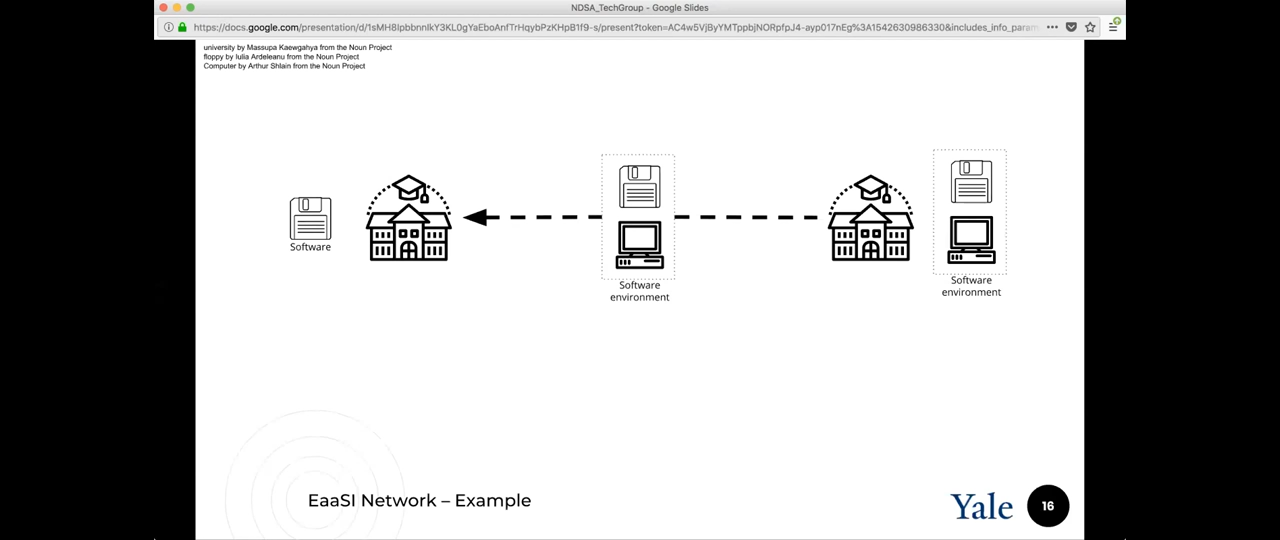 NDSA_TechGroup - Google Slides
university by Massupa Kaewgahya from the Noun Project
floppy by Iulia Ardeleanu from the Noun Project
Computer by Arthur Shlain from the Noun Project
Software
Software
environment
Software
environment
EaaSI Network – Example
Yale
16